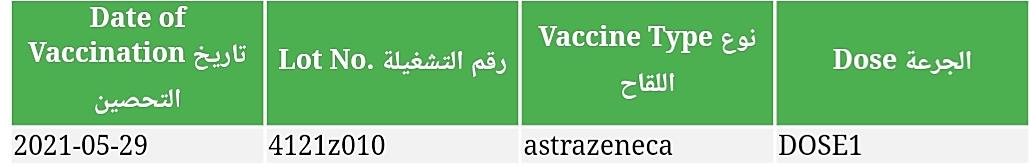 Date of
Vaccination تاريخ
التحصين
Lot No. رقم التشغيلة
Vaccine Type نوع
اللقاح
Dose الجرعة
2021-05-29
4121z010
astrazeneca
DOSE1